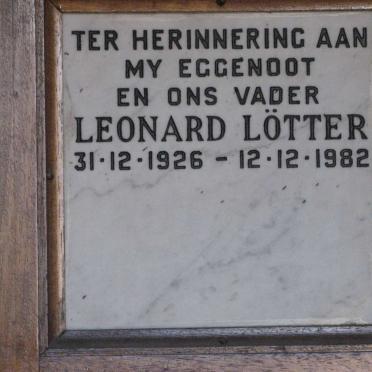 TER HERINNERING AAN
MY EGGENOOT
EN ONS VADER
LEONARD LÖTTER
31·12·1926 – 12·12·1982